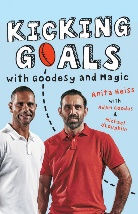 KICKING
GOALS
with Goodesy and Magic
Anita Heiss
with
Adam Goodes
&
Michael O'Loughlin